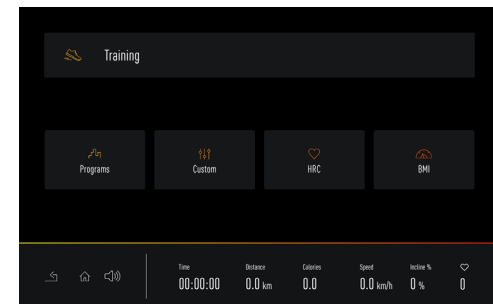 Training
Programs
Custom
HRC
BMI
Time Distance Calories Speed Incline %
00:00:00 0.0 km 0.0 0.0 km/h 0 % 0